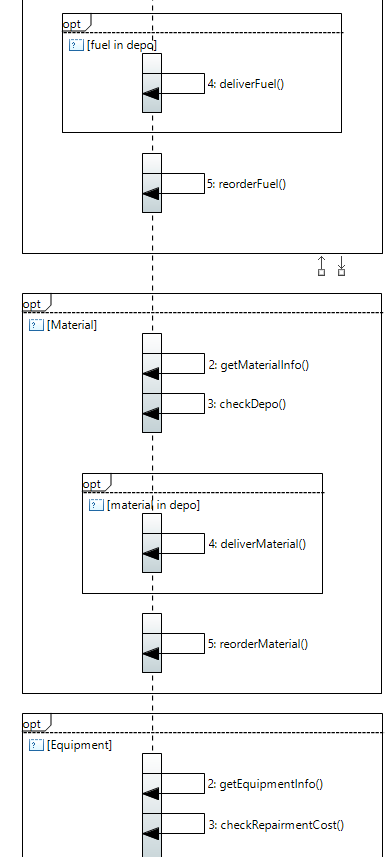 opt
[fuel in depo]
4: deliverFuel()
5: reorderFuel()
opt
[Material]
2: getMaterialInfo()
3: checkDepo()
opt
[material in depo]
4: deliverMaterial()
5: reorderMaterial()
opt
[Equipment]
2: getEquipmentInfo()
3: checkRepairmentCost()